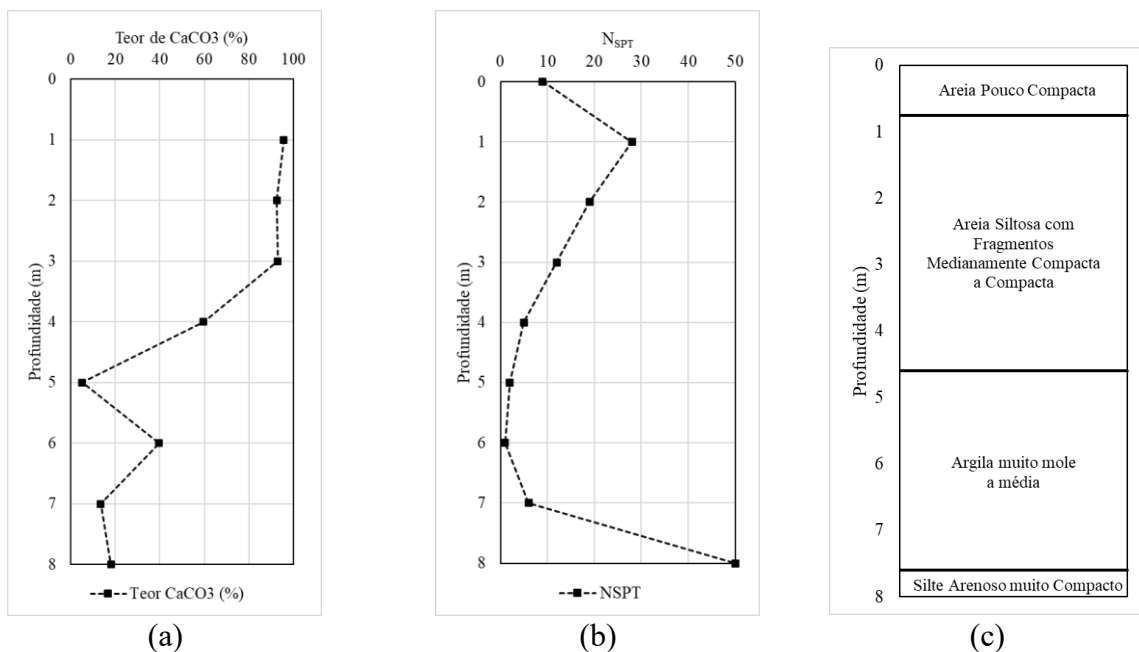 Teor de CaCO3 (%)
0 20 40 60 80 100
0
1
2
3
4
5
6
7
8
Profundidade (m)
Teor CaCO3 (%)
(a)
NSPT
0 10 20 30 40 50
0
1
2
3
4
5
6
7
8
Profundidade (m)
NSPT
(b)
0
1
2
3
4
5
6
7
8
Profundidade (m)
Areia Pouco Compacta
Areia Siltosa com
Fragmentos
Medianamente Compacta
a Compacta
Argila muito mole
a média
Silte Arenoso muito Compacto
(c)